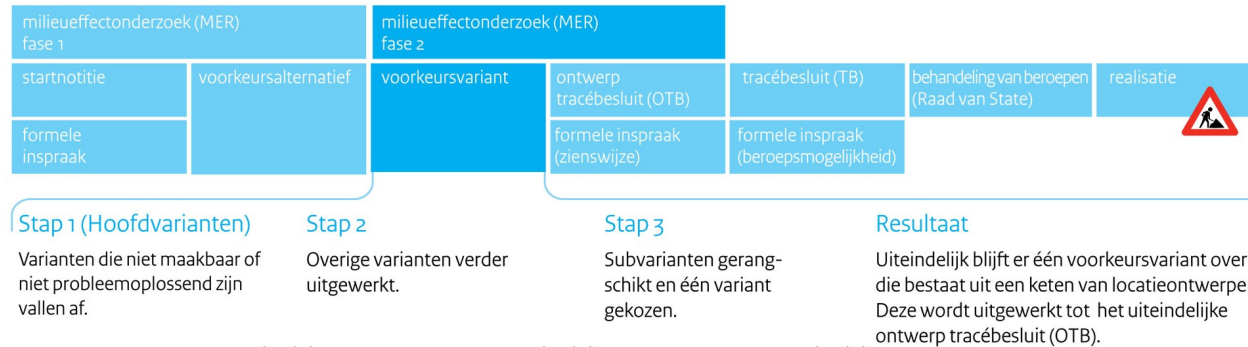 milieueffectonderzoek (MER)
fase 1
milieueffectonderzoek (MER)
fase 2
startnotitie
voorkeursalternatief
voorkeursvariant
ontwerp
tracébesluit (OTB)
tracébesluit (TB)
behandeling van beroepen
(Raad van State)
realisatie
formele
inspraak
formele inspraak
(zienswijze)
formele inspraak
(beroepsmogelijkheid)
Stap 1 (Hoofdvarianten)
Varianten die niet maakbaar of
niet probleemoplossend zijn
vallen af.
Stap 2
Overige varianten verder
uitgewerkt.
Stap 3
Subvarianten gerang-
schikt en één variant
gekozen.
Resultaat
Uiteindelijk blijft er één voorkeursvariant over
die bestaat uit een keten van locatieontwerpe
Deze wordt uitgewerkt tot het uiteindelijke
ontwerp tracébesluit (OTB).